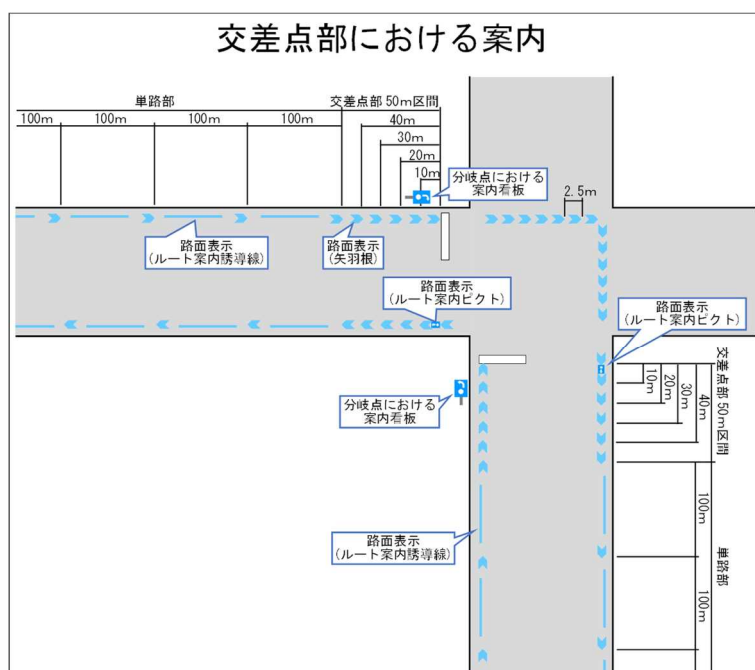 交差点部における案内
単路部
交差点部 50m区間
100m
100m
100m
100m
40m
30m
20m
10m
分岐点における
案内看板
2.5m
路面表示
(ルート案内誘導線)
路面表示
(矢羽根)
路面表示
(ルート案内ピクト)
路面表示
(ルート案内ピクト)
分岐点における
案内看板
10m
20m
30m
40m
交差点部 50m区間
路面表示
(ルート案内誘導線)
100m
100m
単路部